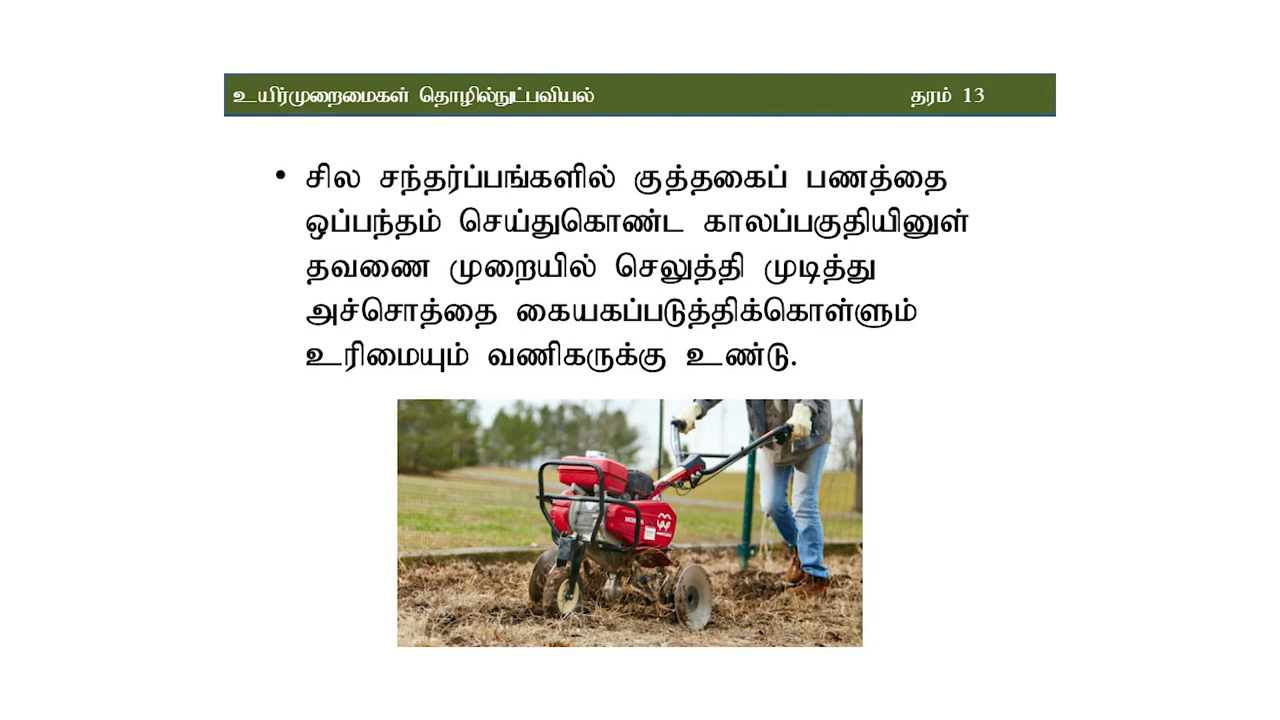 உயிர்முறைமைகள் தொழில்நுட்பவியல் தரம் 13
• சில சந்தர்ப்பங்களில் குத்தகைப் பணத்தை
ஒப்பந்தம் செய்துகொண்ட காலப்பகுதியினுள்
தவணை முறையில் செலுத்தி முடித்து
அச்சொத்தை கையகப்படுத்திக்கொள்ளும்
உரிமையும் வணிகருக்கு உண்டு.